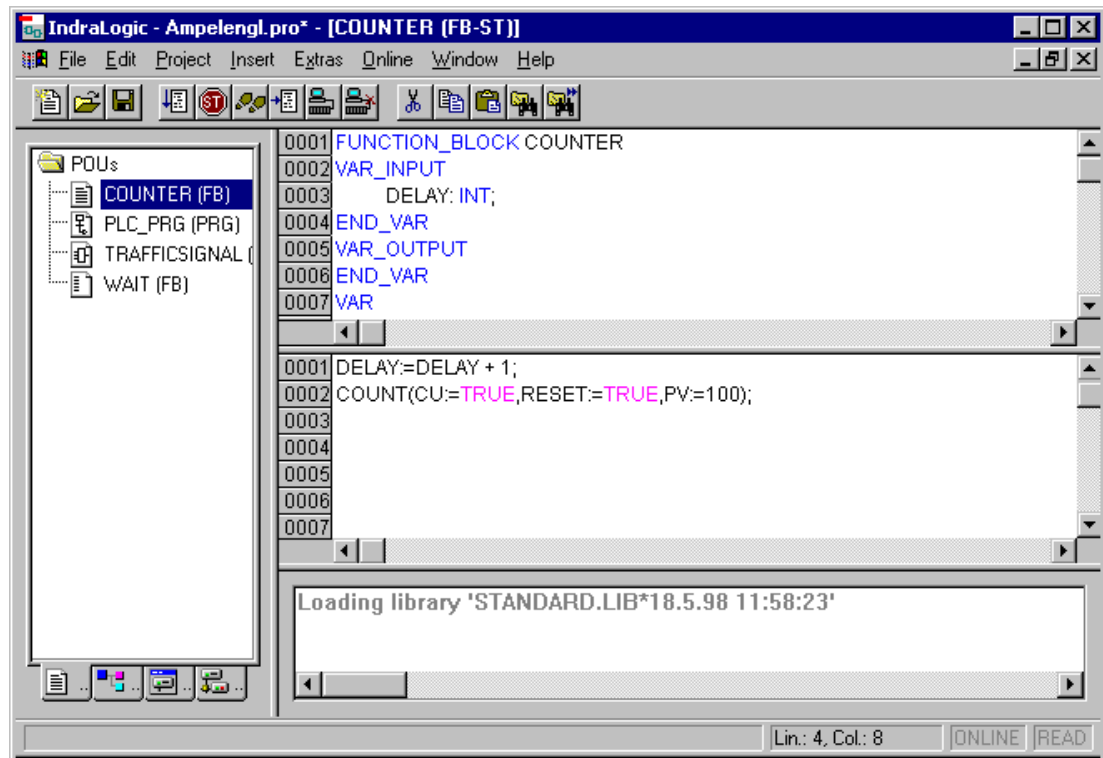 IndraLogic - Ampelengl.pro* - [COUNTER (FB-ST)]
File Edit Project Insert Extras Online Window Help
ST
POUs
COUNTER (FB)
PLC_PRG (PRG)
TRAFFICSIGNAL (
WAIT (FB)
0001 FUNCTION_BLOCK COUNTER
0002 VAR_INPUT
0003 DELAY: INT;
0004 END_VAR
0005 VAR_OUTPUT
0006 END_VAR
0007 VAR
0001 DELAY:=DELAY + 1;
0002 COUNT(CU:=TRUE,RESET:=TRUE,PV:=100);
0003
0004
0005
0006
0007
Loading library 'STANDARD.LIB*18.5.98 11:58:23'
.. .. .. ..
Lin.: 4, Col.: 8 ONLINE READ